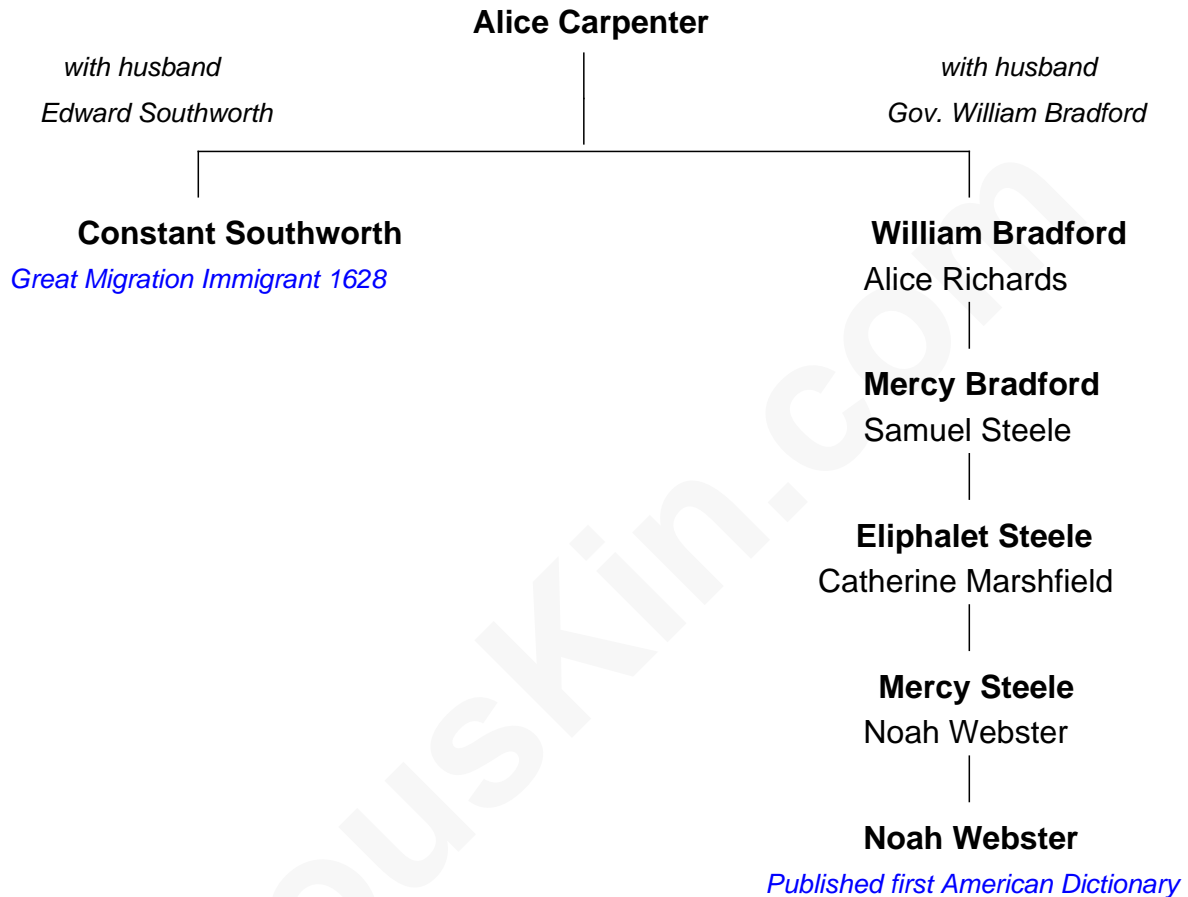 Alice Carpenter
with husband
Edward Southworth
with husband
Gov. William Bradford
Constant Southworth
Great Migration Immigrant 1628
William Bradford
Alice Richards
Mercy Bradford
Samuel Steele
Eliphalet Steele
Catherine Marshfield
Mercy Steele
Noah Webster
Noah Webster
Published first American Dictionary
ousKin.com